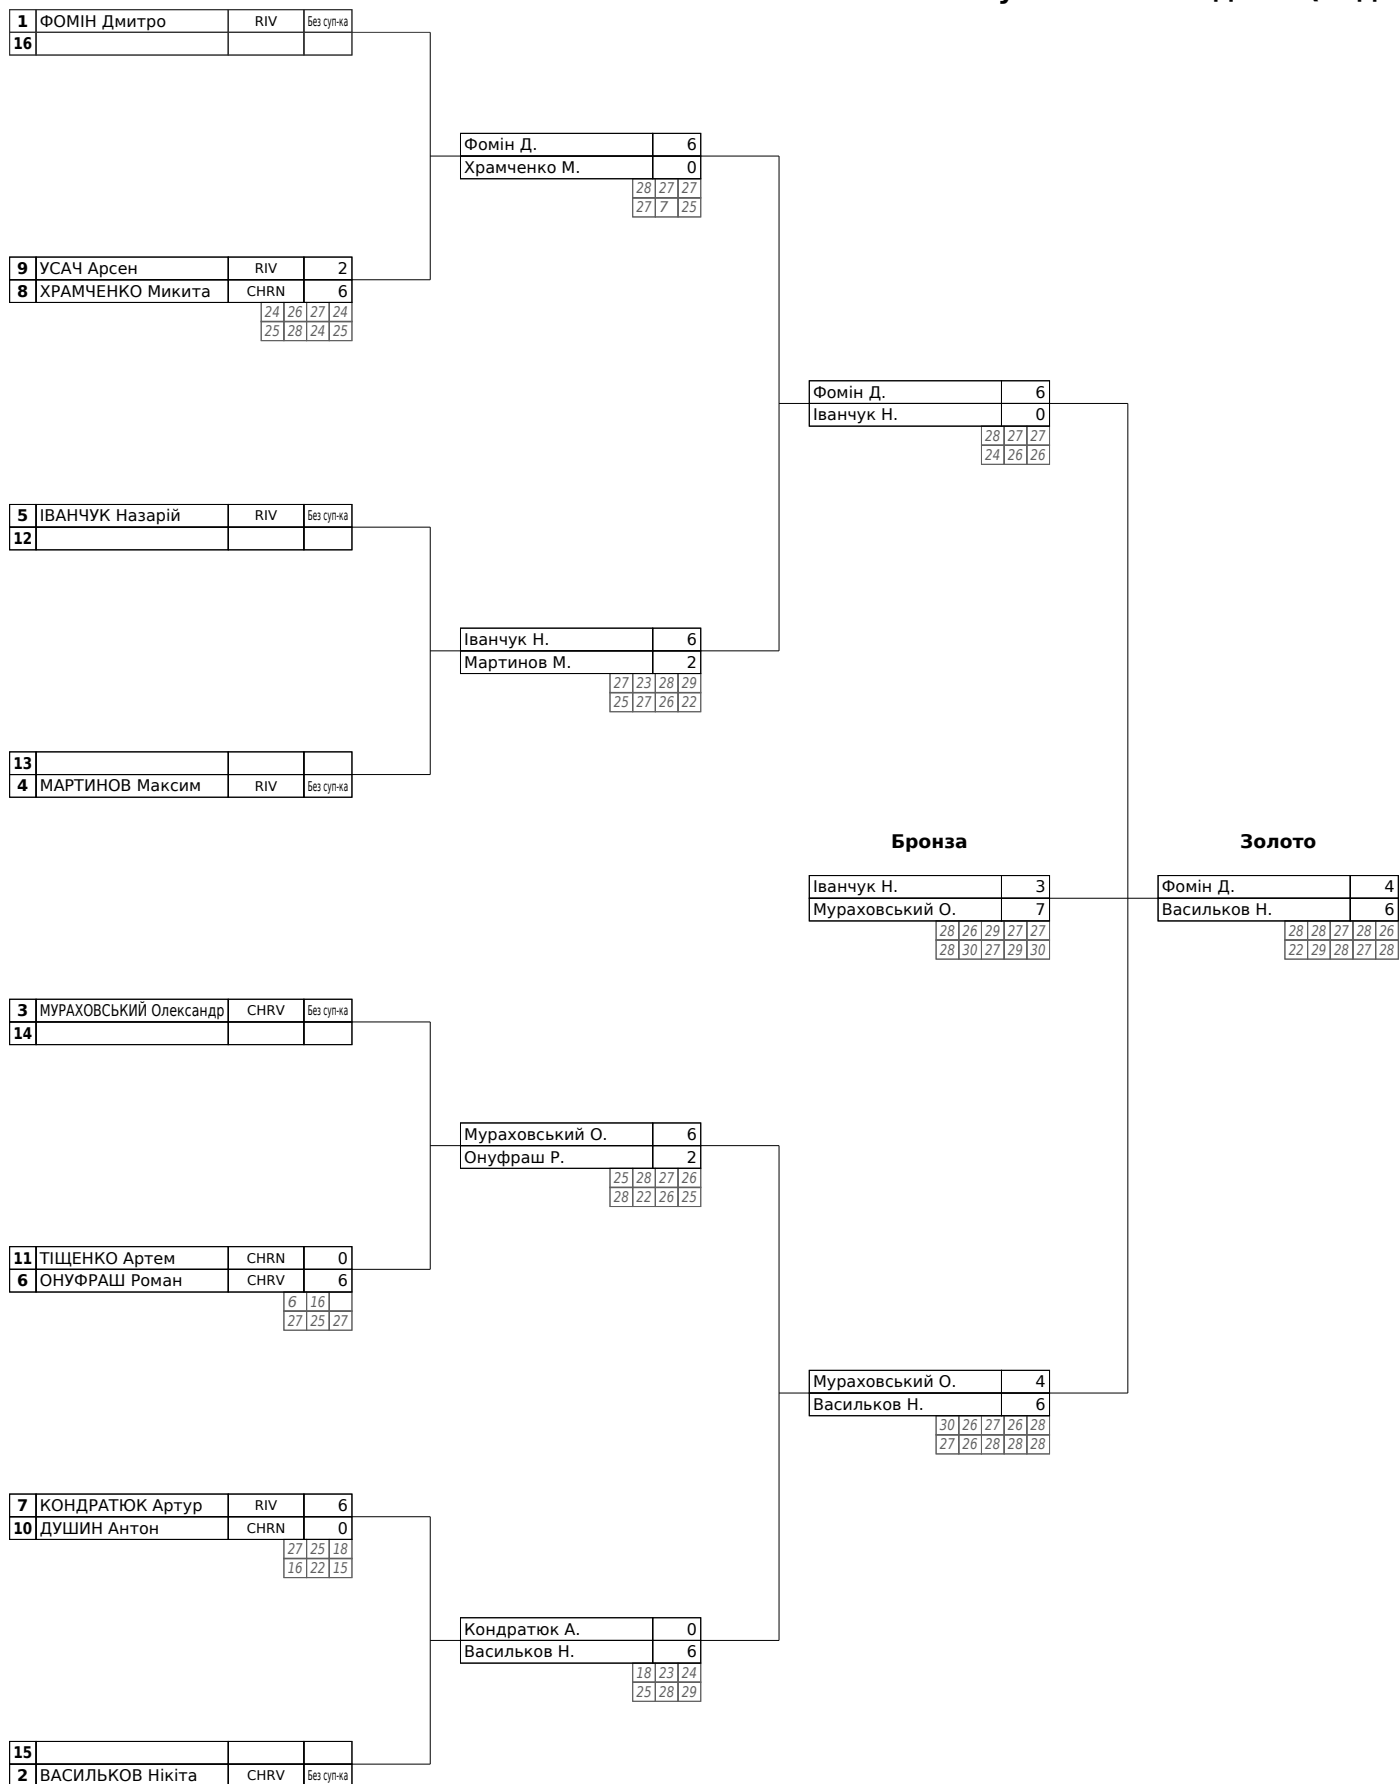 1 ФОМІН Дмитро RIV Без суп-ка
16
Фомін Д. 6
Храмченко М. 0
28 27 27
27 7 25
9 УСАЧ Арсен RIV 2
8 ХРАМЧЕНКО Микита CHRN 6
24 26 27 24
25 28 24 25
Фомін Д. 6
Іванчук Н. 0
28 27 27
24 26 26
5 ІВАНЧУК Назарій RIV Без суп-ка
12
Іванчук Н. 6
Мартинов М. 2
27 23 28 29
25 27 26 22
13
4 МАРТИНОВ Максим RIV Без суп-ка
Бронза
Іванчук Н. 3
Мураховський О. 7
28 26 29 27 27
28 30 27 29 30
Золото
Фомін Д. 4
Васильков Н. 6
28 28 27 28 26
22 29 28 27 28
3 МУРАХОВСЬКИЙ Олександр CHRV Без суп-ка
14
Мураховський О. 6
Онуфраш Р. 2
25 28 27 26
28 22 26 25
11 ТІЩЕНКО Артем CHRN 0
6 ОНУФРАШ Роман CHRV 6
6 16
27 25 27
Мураховський О. 4
Васильков Н. 6
30 26 27 26 28
27 26 28 28 28
7 КОНДРАТЮК Артур RIV 6
10 ДУШИН Антон CHRN 0
27 25 18
16 22 15
Кондратюк А. 0
Васильков Н. 6
18 23 24
25 28 29
15
2 ВАСИЛЬКОВ Нікіта CHRV Без суп-ка